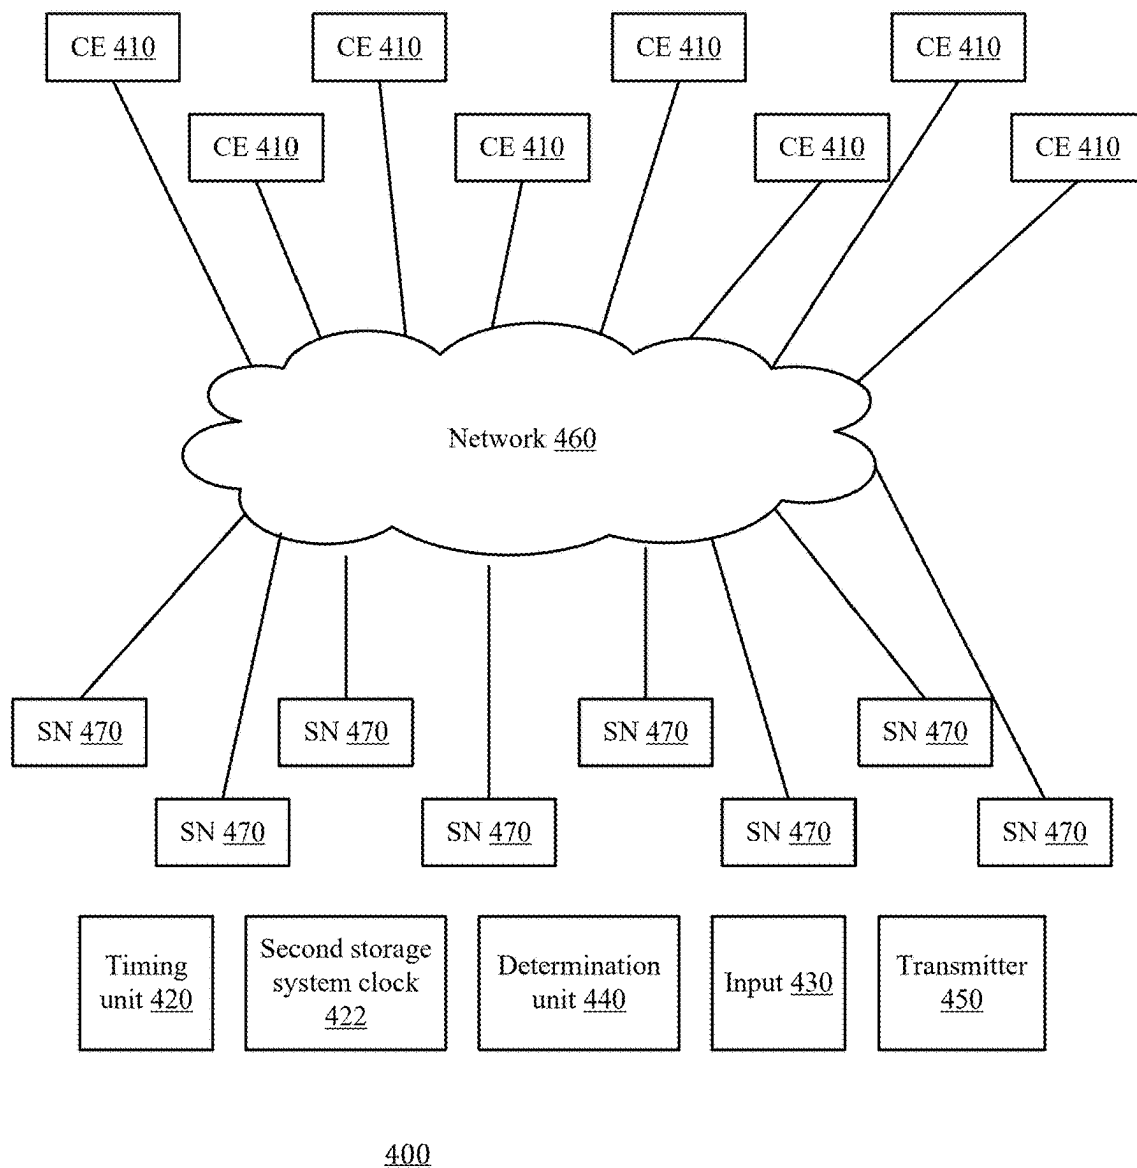 CE 410
CE 410
CE 410
CE 410
CE 410
CE 410
CE 410
CE 410
Network 460
SN 470
SN 470
SN 470
SN 470
SN 470
SN 470
SN 470
SN 470
Timing
unit 420
Second storage
system clock
422
Determination
unit 440
Input 430
Transmitter
450
400